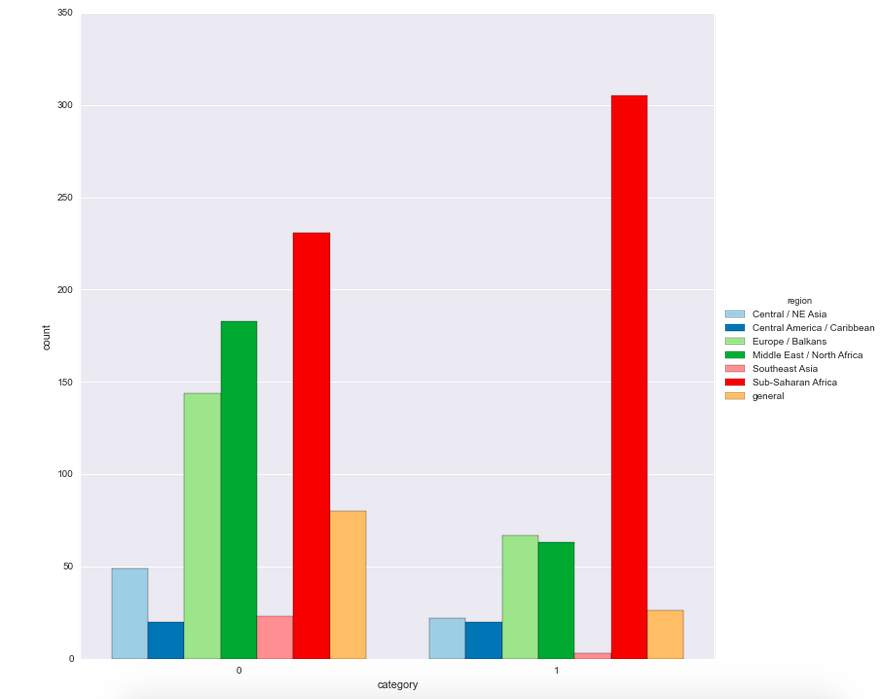 350
300
250
200
150
100
50
0
count
0
1
category
region
Central / NE Asia
Central America / Caribbean
Europe / Balkans
Middle East / North Africa
Southeast Asia
Sub-Saharan Africa
general